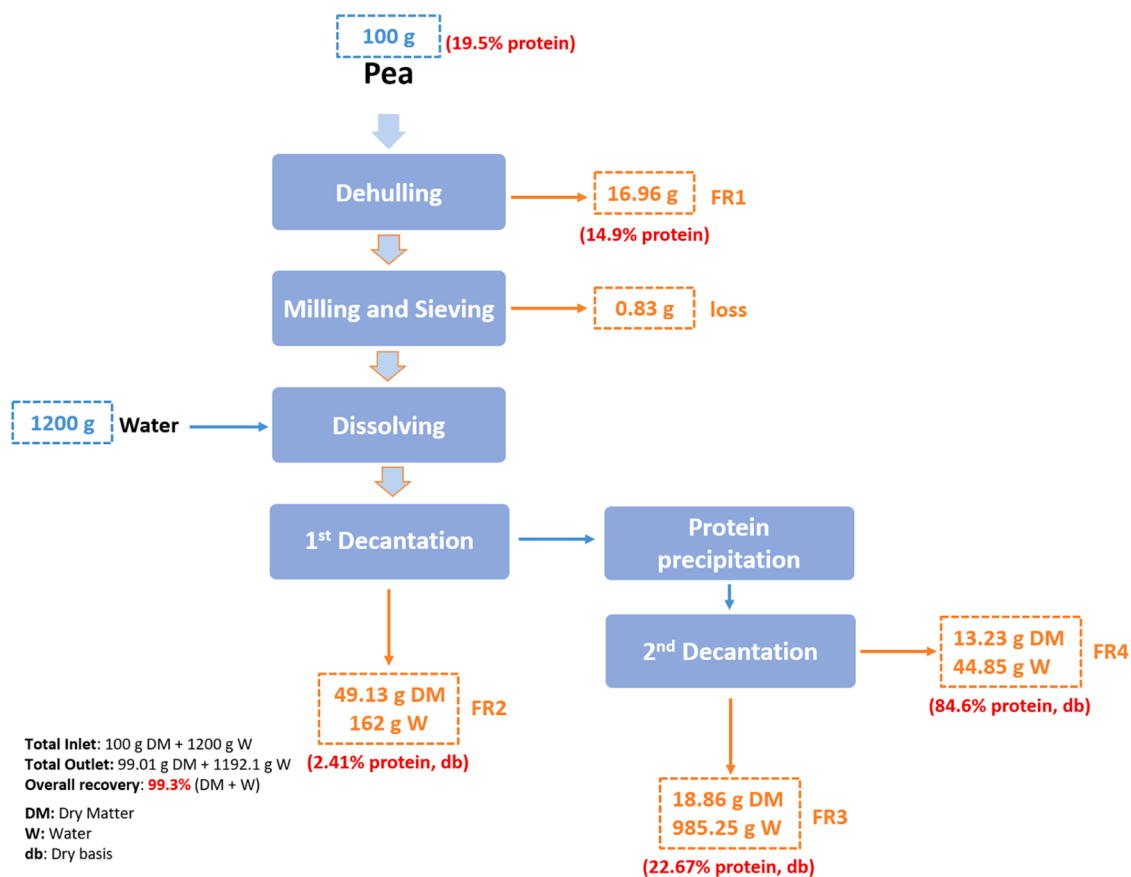 100 g
(19.5% protein)
Pea
Dehulling
16.96 g
FR1
(14.9% protein)
Milling and Sieving
0.83 g
loss
1200 g
Water
Dissolving
1st Decantation
Protein
precipitation
2nd Decantation
13.23 g DM
44.85 g W
FR4
(84.6% protein, db)
49.13 g DM
162 g W
FR2
(2.41% protein, db)
18.86 g DM
985.25 g W
FR3
(22.67% protein, db)
Total Inlet: 100 g DM + 1200 g W
Total Outlet: 99.01 g DM + 1192.1 g W
Overall recovery: 99.3% (DM + W)
DM: Dry Matter
W: Water
db: Dry basis